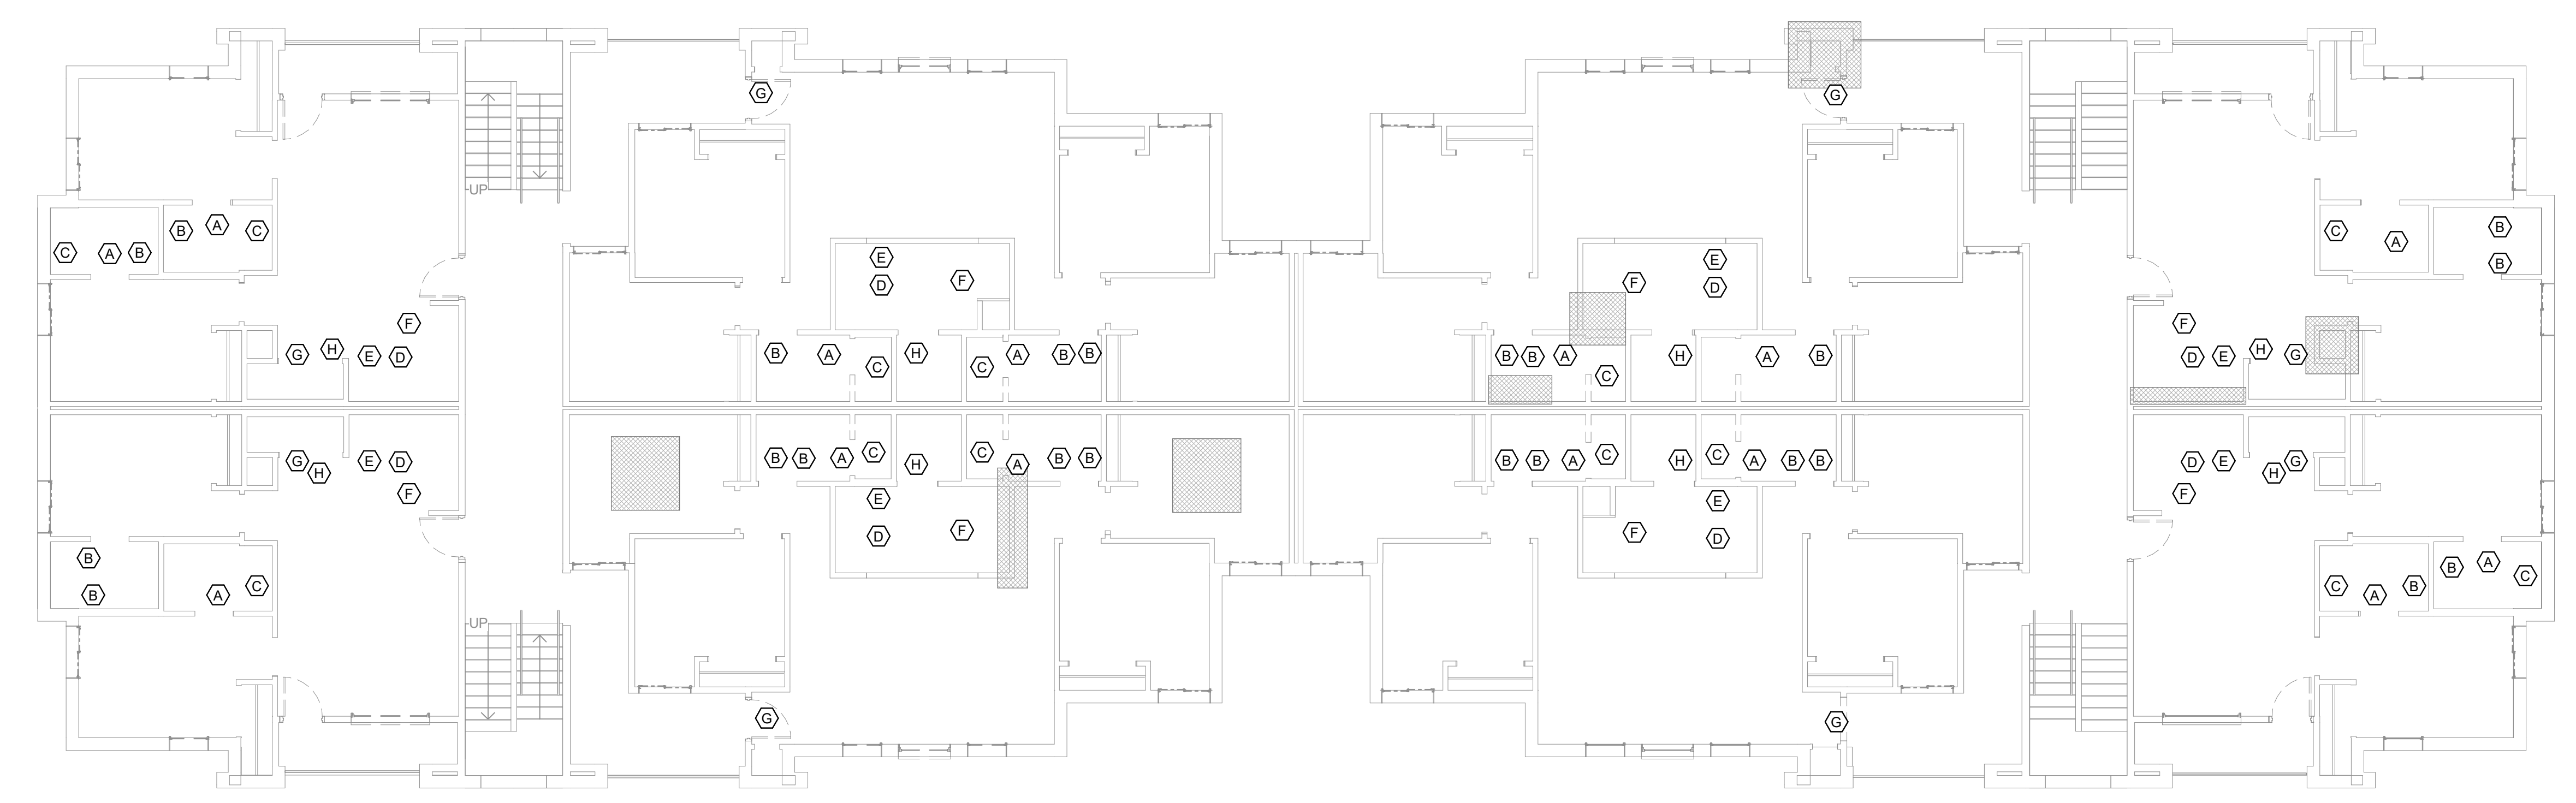 G G
UP
B A C C A B
C A B A B
E F F E B
D D
F F
G H E D B A H C A B B B B A H A B D E H G
C C C
G H E D B B A C H C A B B B B A C H C A B B D E H G
F E E F
D F F D
B A C C A B B A C
B A
UP
G G